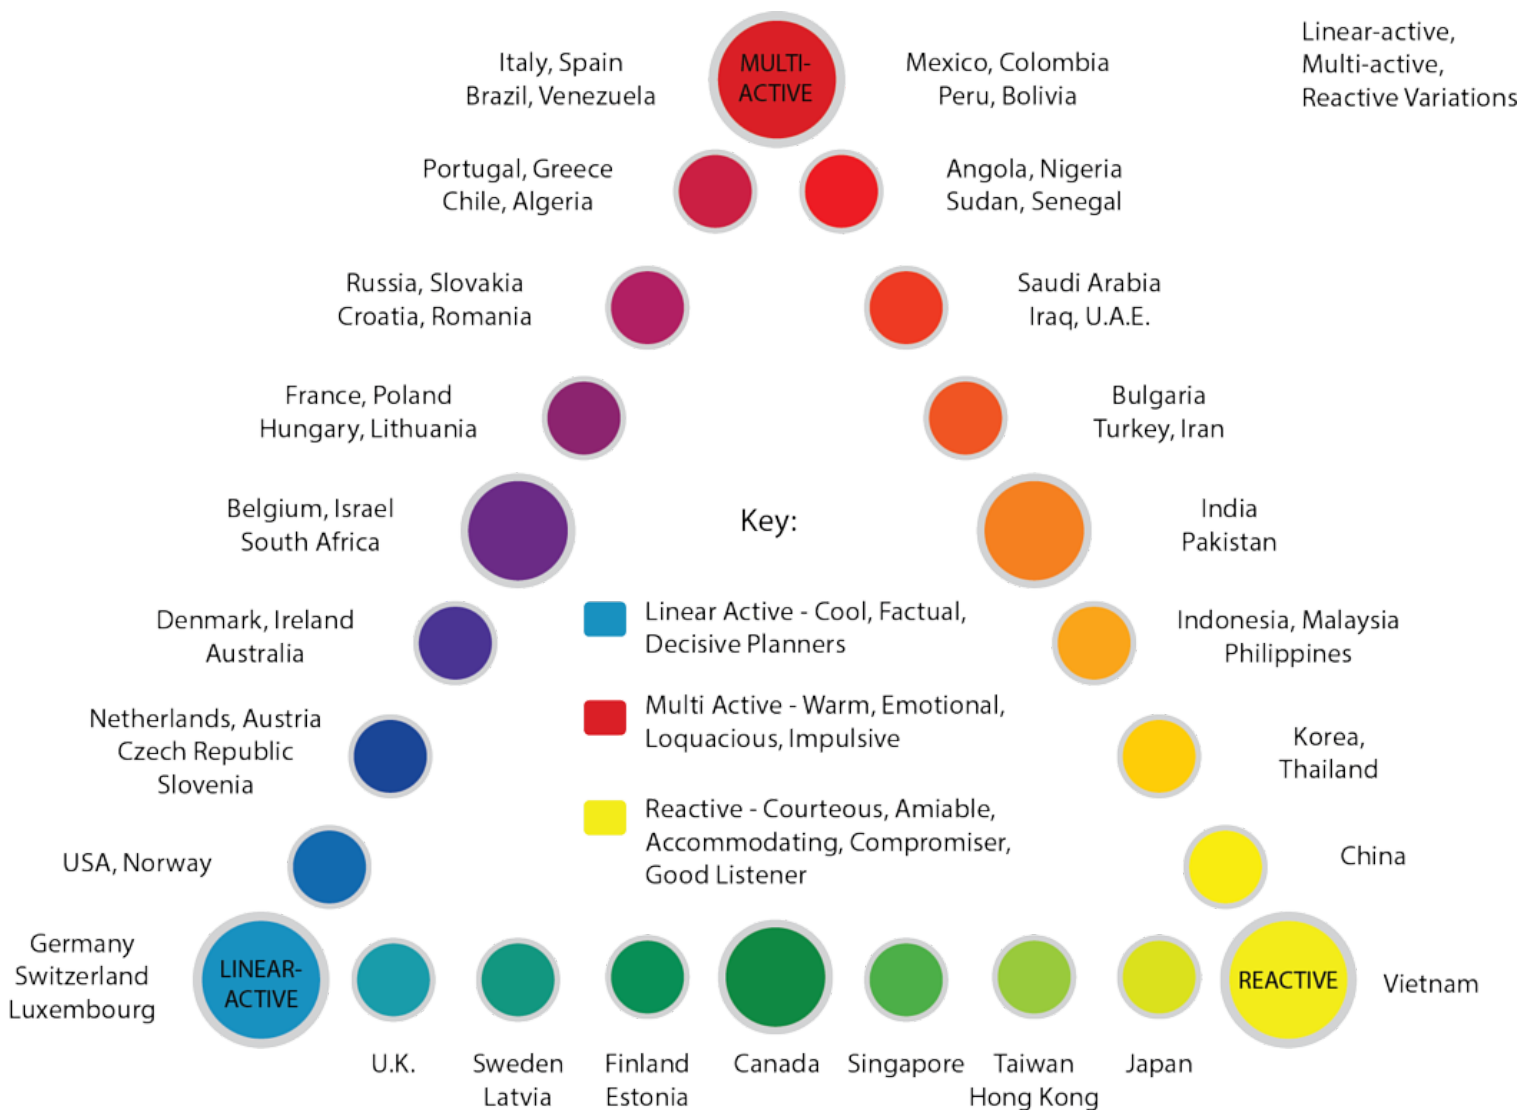 Linear-active,
Multi-active,
Reactive Variations
MULTI-
ACTIVE
Italy, Spain
Brazil, Venezuela
Mexico, Colombia
Peru, Bolivia
Portugal, Greece
Chile, Algeria
Angola, Nigeria
Sudan, Senegal
Russia, Slovakia
Croatia, Romania
Saudi Arabia
Iraq, U.A.E.
France, Poland
Hungary, Lithuania
Bulgaria
Turkey, Iran
Belgium, Israel
South Africa
Key:
India
Pakistan
Denmark, Ireland
Australia
Linear Active - Cool, Factual,
Decisive Planners
Indonesia, Malaysia
Philippines
Netherlands, Austria
Czech Republic
Slovenia
Multi Active - Warm, Emotional,
Loquacious, Impulsive
Korea,
Thailand
USA, Norway
Reactive - Courteous, Amiable,
Accommodating, Compromiser,
Good Listener
China
Germany
Switzerland
Luxembourg
LINEAR-
ACTIVE
REACTIVE
Vietnam
U.K.
Sweden
Latvia
Finland
Estonia
Canada
Singapore
Taiwan
Hong Kong
Japan